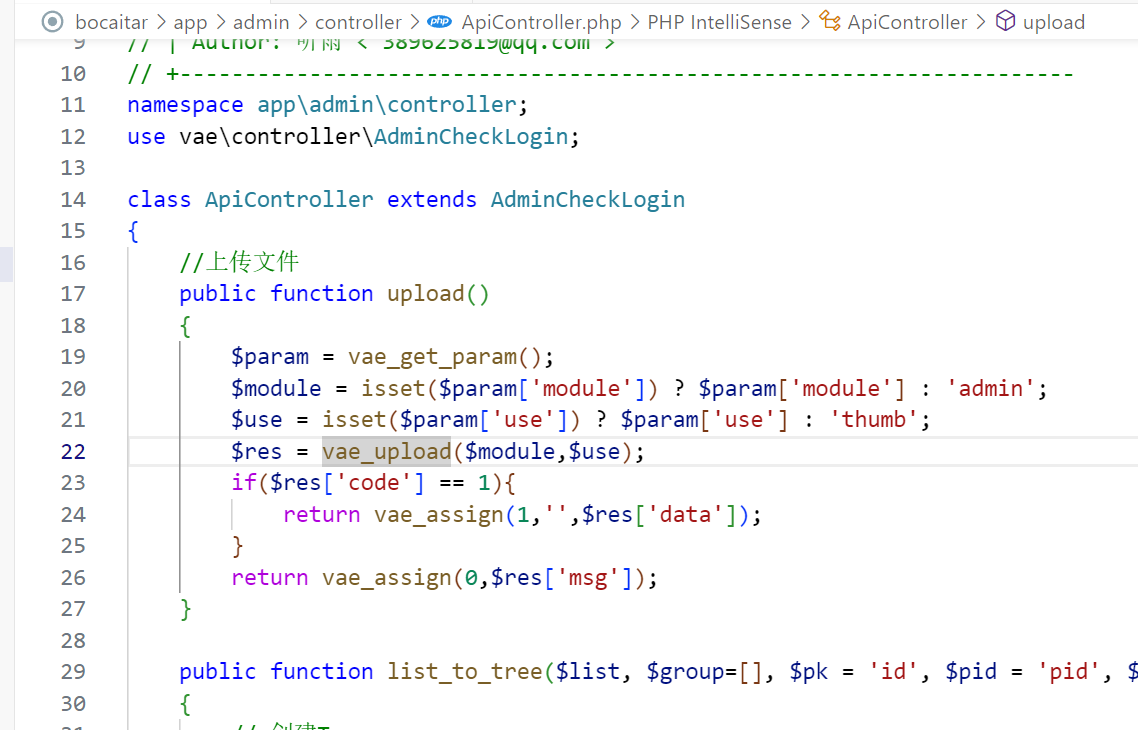 bocaitar > app > admin > controller > php ApiController.php > PHP IntelliSense > ApiController > upload
9 // | Author: 听雨 < 389625819@qq.com >
10 // +---------------------------------------------------------------------
11 namespace app\admin\controller;
12 use vae\controller\AdminCheckLogin;
13
14 class ApiController extends AdminCheckLogin
15 {
16 //上传文件
17 public function upload()
18 {
19 $param = vae_get_param();
20 $module = isset($param['module']) ? $param['module'] : 'admin';
21 $use = isset($param['use']) ? $param['use'] : 'thumb';
22 $res = vae_upload($module,$use);
23 if($res['code'] == 1){
24 return vae_assign(1,'',$res['data']);
25 }
26 return vae_assign(0,$res['msg']);
27 }
28
29 public function list_to_tree($list, $group=[], $pk = 'id', $pid = 'pid', $
30 {